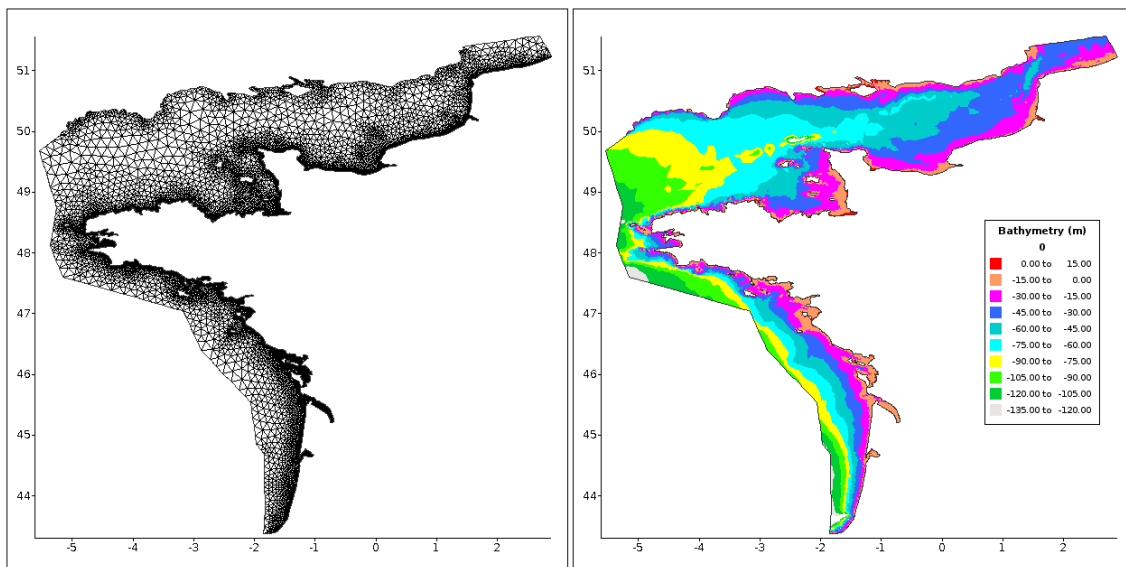 51
50
49
48
47
46
45
44
-5 -4 -3 -2 -1 0 1 2
51
50
49
48
47
46
45
44
-5 -4 -3 -2 -1 0 1 2
Bathymetry (m)
0
0.00 to 15.00
-15.00 to 0.00
-30.00 to -15.00
-45.00 to -30.00
-60.00 to -45.00
-75.00 to -60.00
-90.00 to -75.00
-105.00 to -90.00
-120.00 to -105.00
-135.00 to -120.00